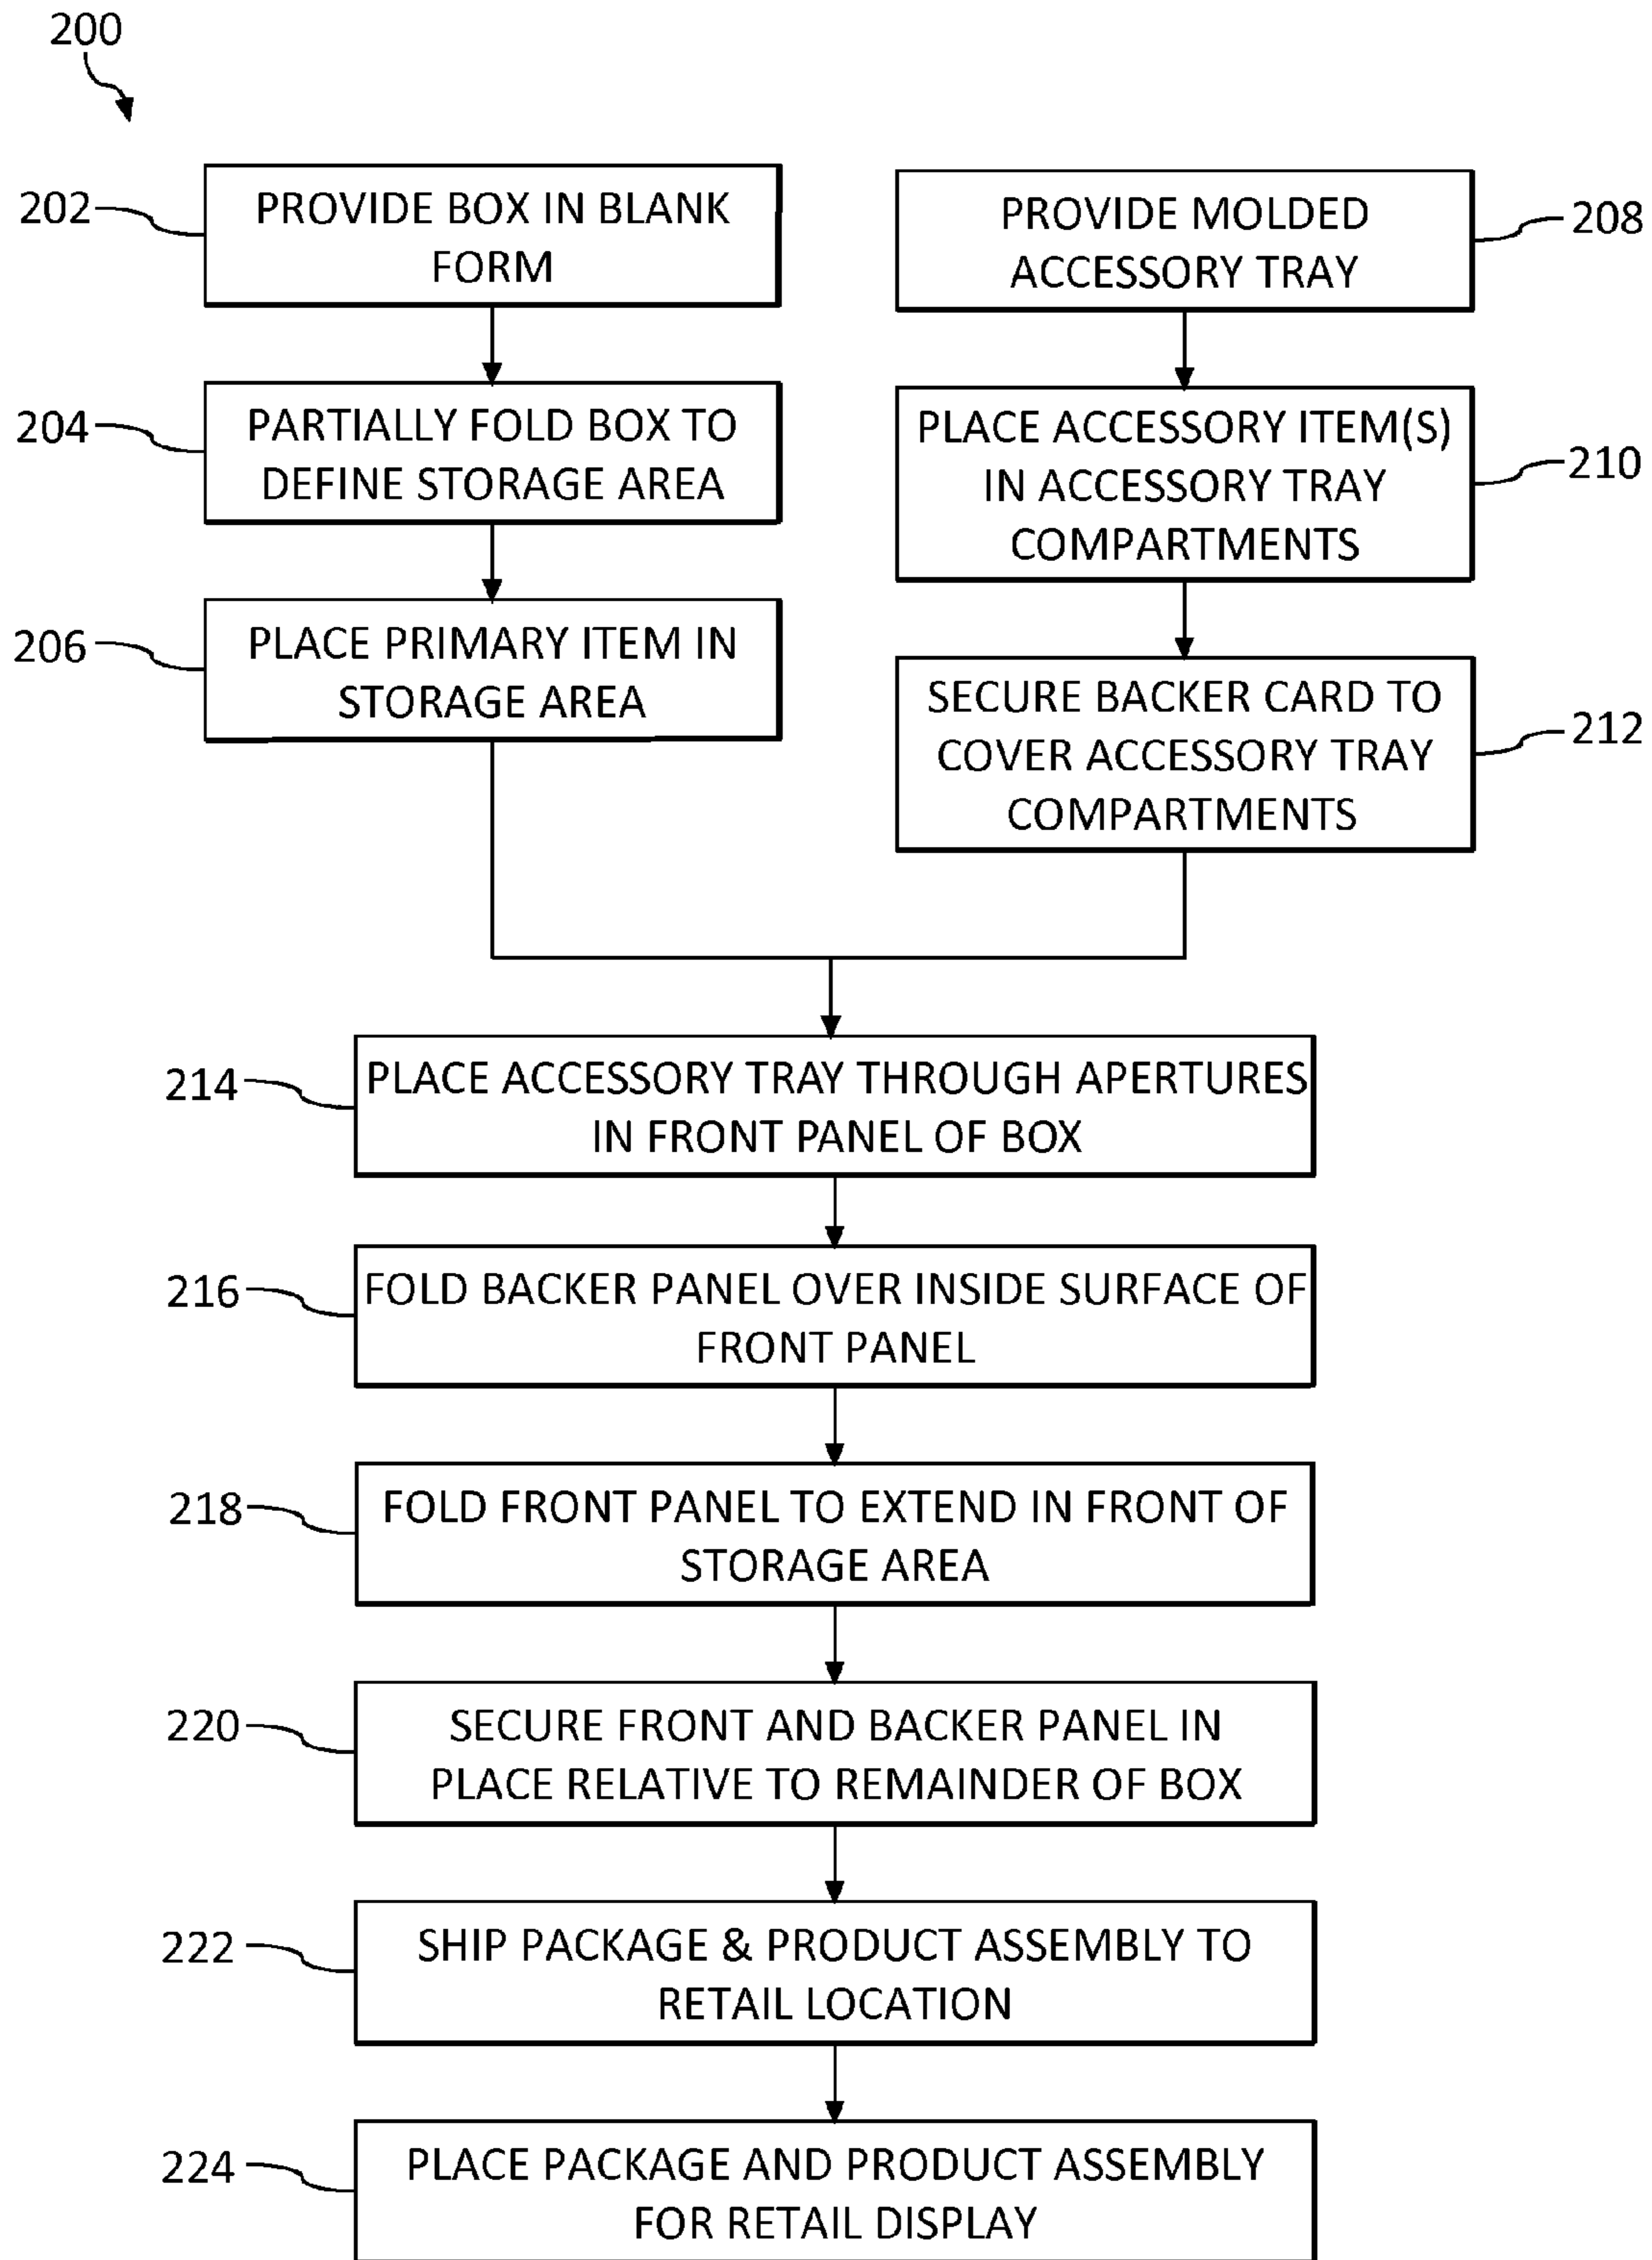 200
202
PROVIDE BOX IN BLANK
FORM
204
PARTIALLY FOLD BOX TO
DEFINE STORAGE AREA
206
PLACE PRIMARY ITEM IN
STORAGE AREA
PROVIDE MOLDED
ACCESSORY TRAY
208
PLACE ACCESSORY ITEM(S)
IN ACCESSORY TRAY
COMPARTMENTS
210
SECURE BACKER CARD TO
COVER ACCESSORY TRAY
COMPARTMENTS
212
214
PLACE ACCESSORY TRAY THROUGH APERTURES
IN FRONT PANEL OF BOX
216
FOLD BACKER PANEL OVER INSIDE SURFACE OF
FRONT PANEL
218
FOLD FRONT PANEL TO EXTEND IN FRONT OF
STORAGE AREA
220
SECURE FRONT AND BACKER PANEL IN
PLACE RELATIVE TO REMAINDER OF BOX
222
SHIP PACKAGE & PRODUCT ASSEMBLY TO
RETAIL LOCATION
224
PLACE PACKAGE AND PRODUCT ASSEMBLY
FOR RETAIL DISPLAY